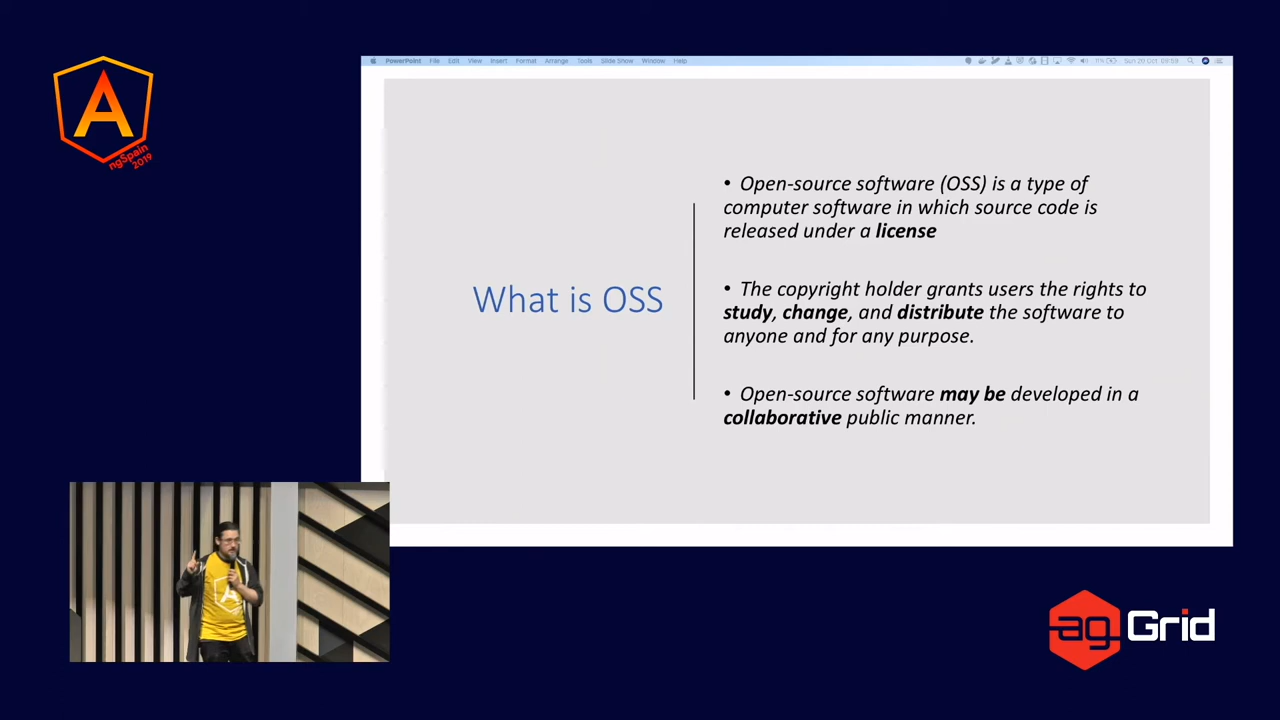 PowerPoint File Edit View Insert Format Arrange Tools Slide Show Window Help
Sun 20 Oct
A
ngSpain
2019
What is OSS
• Open-source software (OSS) is a type of
computer software in which source code is
released under a license
• The copyright holder grants users the rights to
study, change, and distribute the software to
anyone and for any purpose.
• Open-source software may be developed in a
collaborative public manner.
A
ag Grid